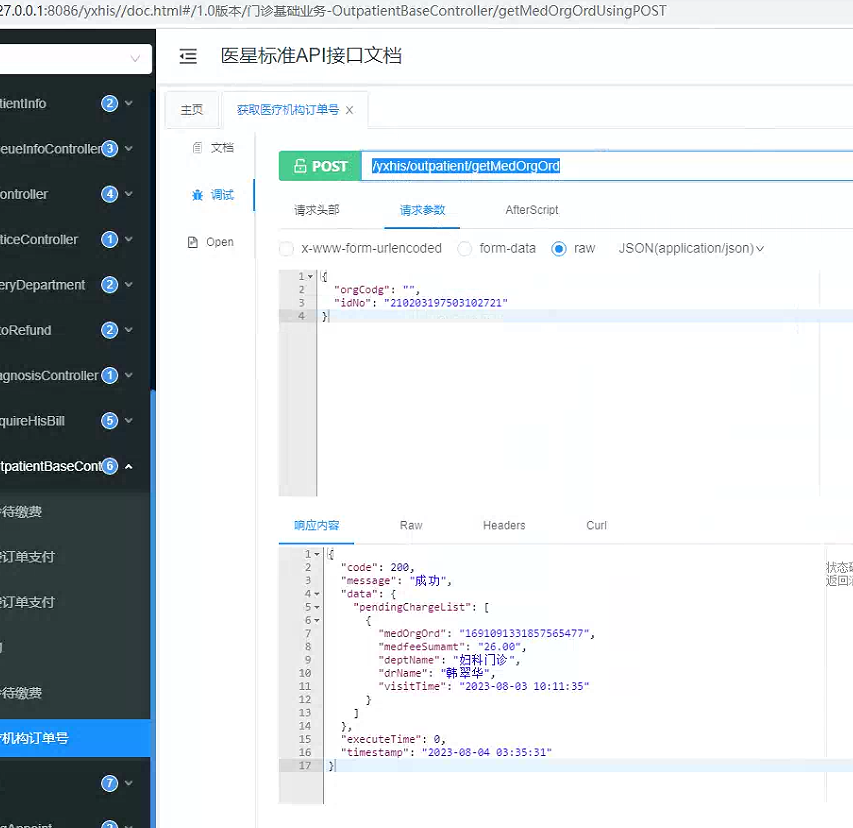 27.0.0.1:8086/yxhis//doc.html#/1.0版本/门诊基础业务-OutpatientBaseController/getMedOrgOrdUsingPOST
医星标准API接口文档
主页
获取医疗机构订单号 ×
tientInfo 2
eueInfoController 3
ontroller 4
ticeController 1
eryDepartment 2
toRefund 2
agnosisController 1
quireHisBill 5
tpatientBaseCont 6
待缴费
订单支付
订单支付
待缴费
疗机构订单号
7
文档
调试
Open
POST
/yxhis/outpatient/getMedOrgOrd
请求头部
请求参数
AfterScript
x-www-form-urlencoded
form-data
raw
JSON(application/json)
1 {
2 "orgCodg": "",
3 "idNo": "210203197503102721"
4 }
响应内容
Raw
Headers
Curl
1 {
2 "code": 200,
3 "message": "成功",
4 "data": {
5 "pendingChargeList": [
6 {
7 "medOrgOrd": "1691091331857565477",
8 "medfeeSumamt": "26.00",
9 "deptName": "妇科门诊",
10 "drName": "韩翠华",
11 "visitTime": "2023-08-03 10:11:35"
12 }
13 ]
14 },
15 "executeTime": 0,
16 "timestamp": "2023-08-04 03:35:31"
17 }
状态码
返回